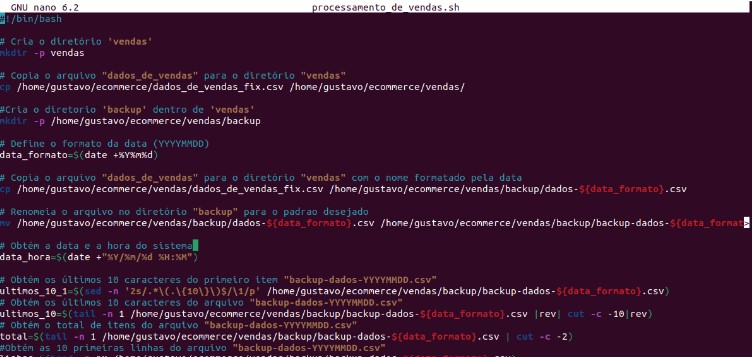 GNU nano 6.2 processamento_de_vendas.sh
#!/bin/bash
# Cria o diretório 'vendas'
mkdir -p vendas
# Copia o arquivo "dados_de_vendas" para o diretório "vendas"
cp /home/gustavo/ecommerce/dados_de_vendas_fix.csv /home/gustavo/ecommerce/vendas/
#Cria o diretorio 'backup' dentro de 'vendas'
mkdir -p /home/gustavo/ecommerce/vendas/backup
# Define o formato da data (YYYYMMDD)
data_formato=$(date +%Y%m%d)
# Copia o arquivo "dados_de_vendas" para o diretório "vendas" com o nome formatado pela data
cp /home/gustavo/ecommerce/vendas/dados_de_vendas_fix.csv /home/gustavo/ecommerce/vendas/backup/dados-${data_formato}.csv
# Renomeia o arquivo no diretório "backup" para o padrao desejado
mv /home/gustavo/ecommerce/vendas/backup/dados-${data_formato}.csv /home/gustavo/ecommerce/vendas/backup/backup-dados-${data_format>
# Obtém a data e a hora do sistema
data_hora=$(date +"%Y/%m/%d %H:%M")
# Obtém os últimos 10 caracteres do primeiro item "backup-dados-YYYYMMDD.csv"
ultimos_10_1=$(sed -n '2s/.*\(.\{10\}\)$/\1/p' /home/gustavo/ecommerce/vendas/backup/backup-dados-${data_formato}.csv)
# Obtém os últimos 10 caracteres do arquivo "backup-dados-YYYYMMDD.csv"
ultimos_10=$(tail -n 1 /home/gustavo/ecommerce/vendas/backup/backup-dados-${data_formato}.csv |rev| cut -c -10|rev)
# Obtém o total de itens do arquivo "backup-dados-YYYYMMDD.csv"
total=$(tail -n 1 /home/gustavo/ecommerce/vendas/backup/backup-dados-${data_formato}.csv | cut -c -2)
#Obtém as 10 primeiras linhas do arquivo "backup-dados-YYYYMMDD.csv"